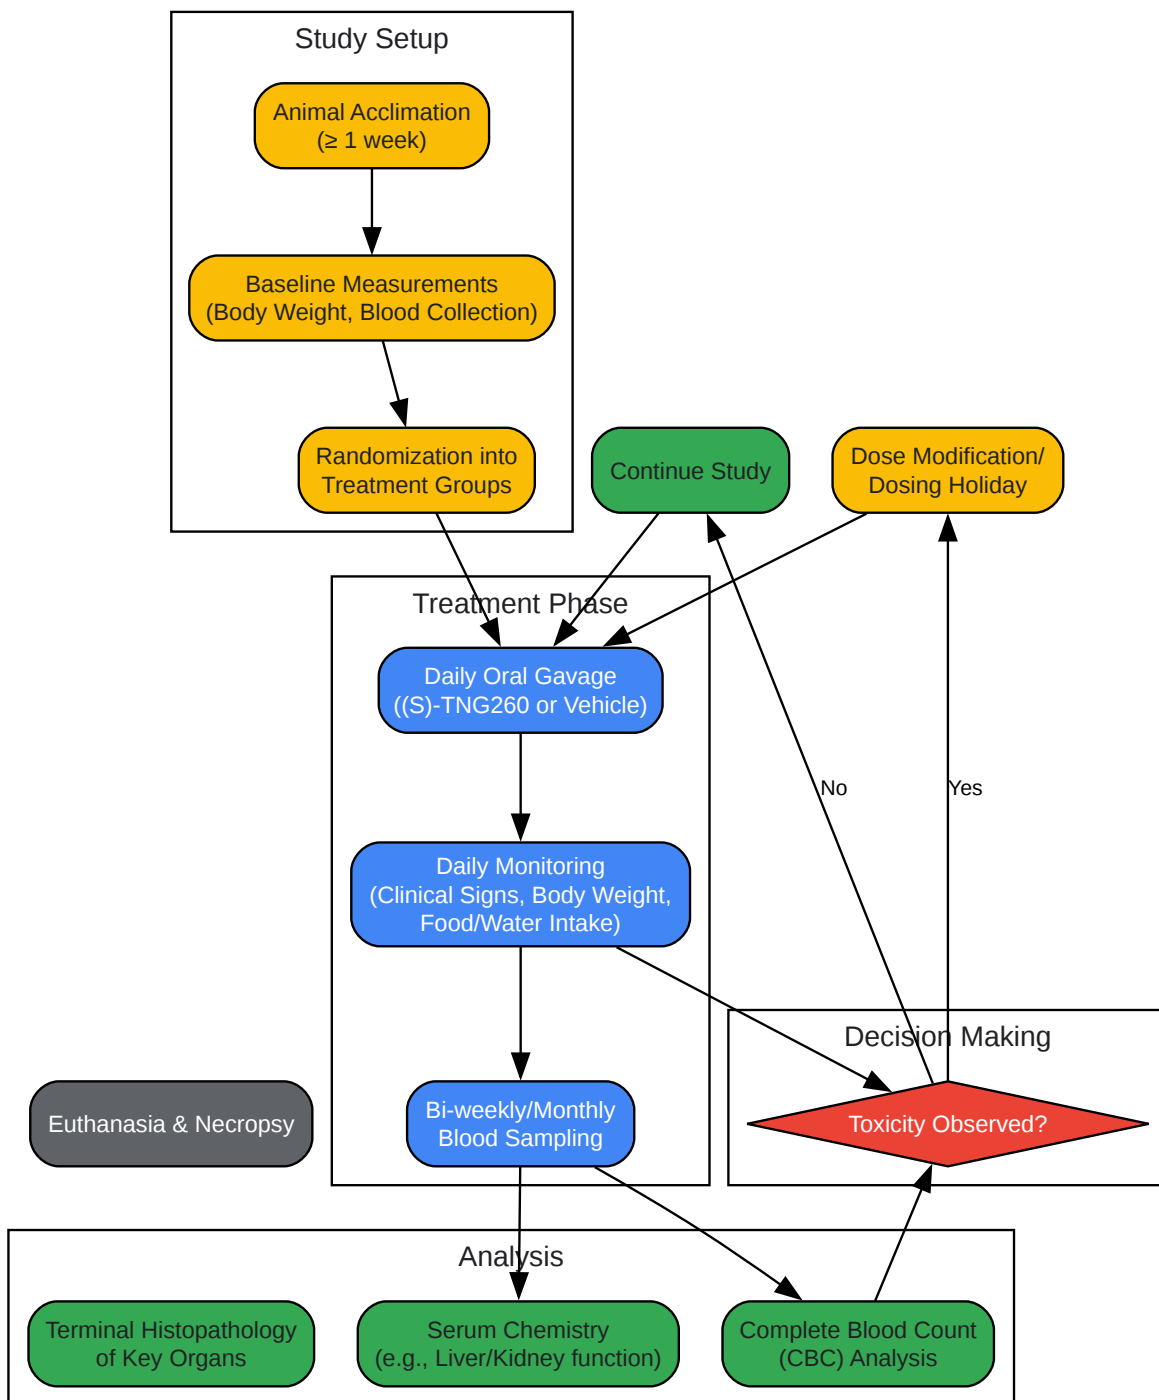 Study Setup
Animal Acclimation
(≥ 1 week)
Baseline Measurements
(Body Weight, Blood Collection)
Randomization into
Treatment Groups
Continue Study
Dose Modification/
Dosing Holiday
Treatment Phase
Daily Oral Gavage
((S)-TNG260 or Vehicle)
No
Yes
Daily Monitoring
(Clinical Signs, Body Weight,
Food/Water Intake)
Decision Making
Euthanasia & Necropsy
Bi-weekly/Monthly
Blood Sampling
Toxicity Observed?
Analysis
Terminal Histopathology
of Key Organs
Serum Chemistry
(e.g., Liver/Kidney function)
Complete Blood Count
(CBC) Analysis